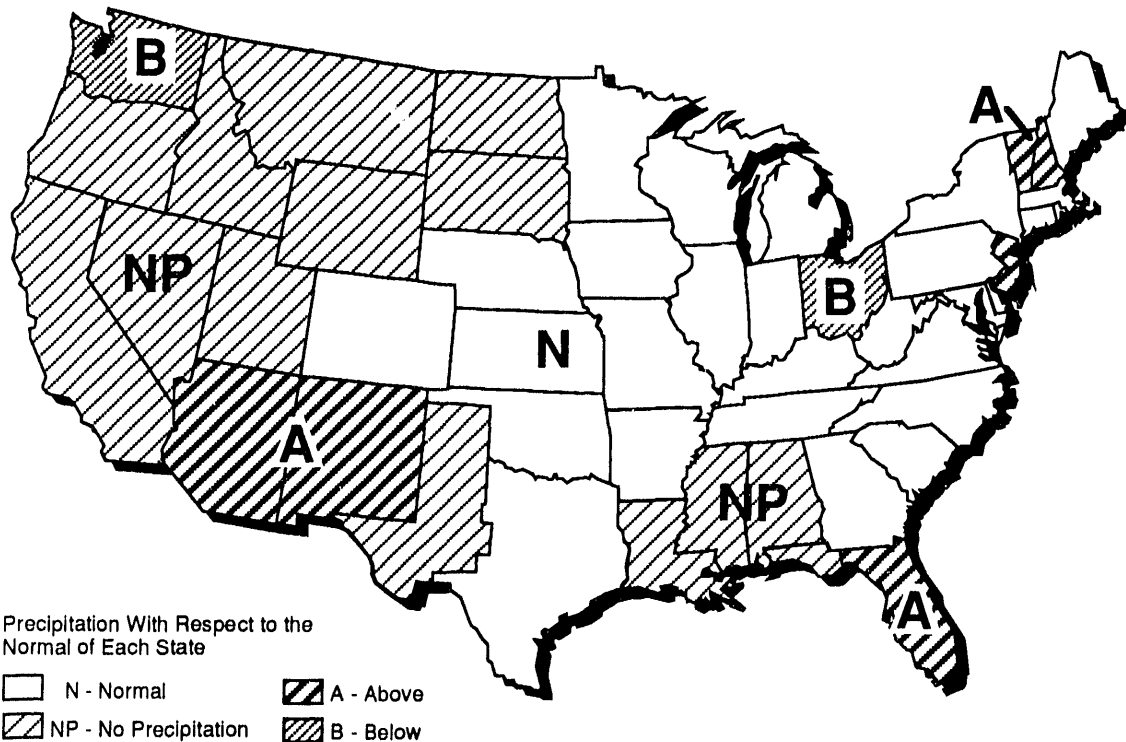 B
A
NP
B
N
A
NP
A
Precipitation With Respect to the
Normal of Each State
N - Normal
A - Above
NP - No Precipitation
B - Below